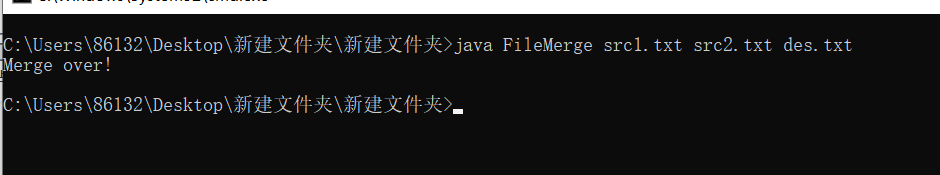 C:\Users\86132\Desktop\新建文件夹\新建文件夹>java FileMerge src1.txt src2.txt des.txt
Merge over!
C:\Users\86132\Desktop\新建文件夹\新建文件夹>